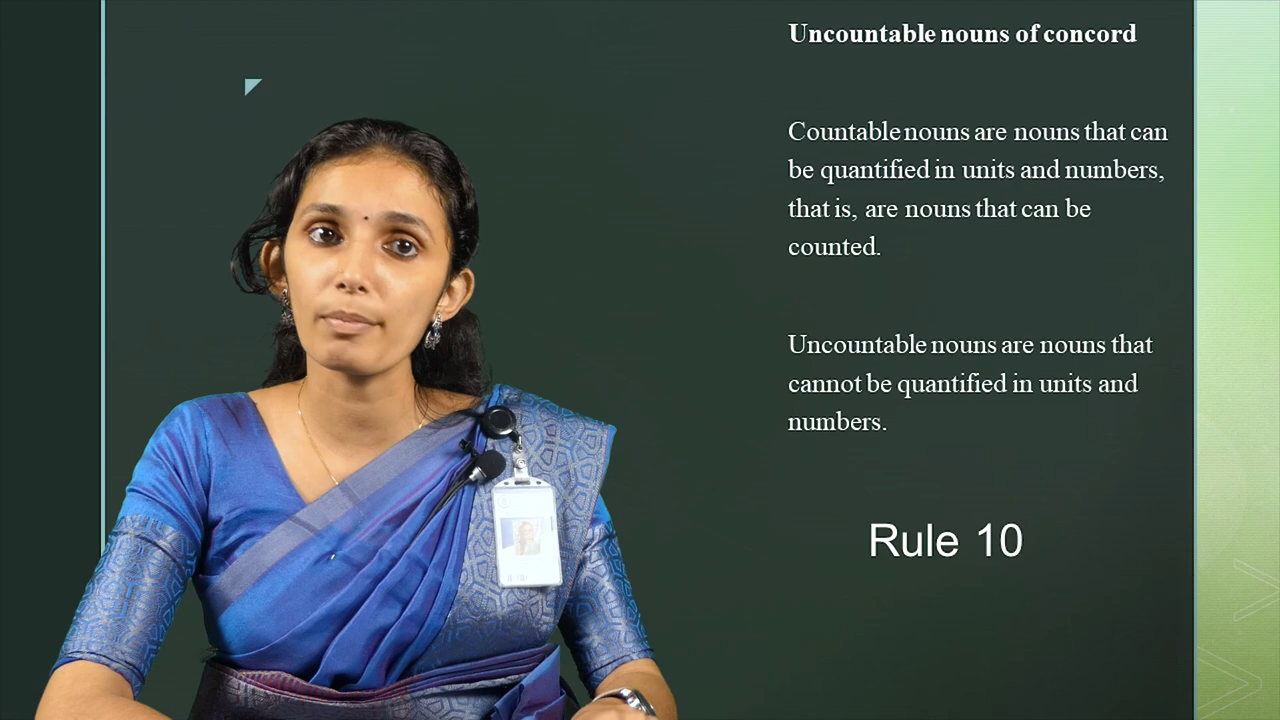 Uncountable nouns of concord
Countable nouns are nouns that can
be quantified in units and numbers,
that is, are nouns that can be
counted.
Uncountable nouns are nouns that
cannot be quantified in units and
numbers.
Rule 10